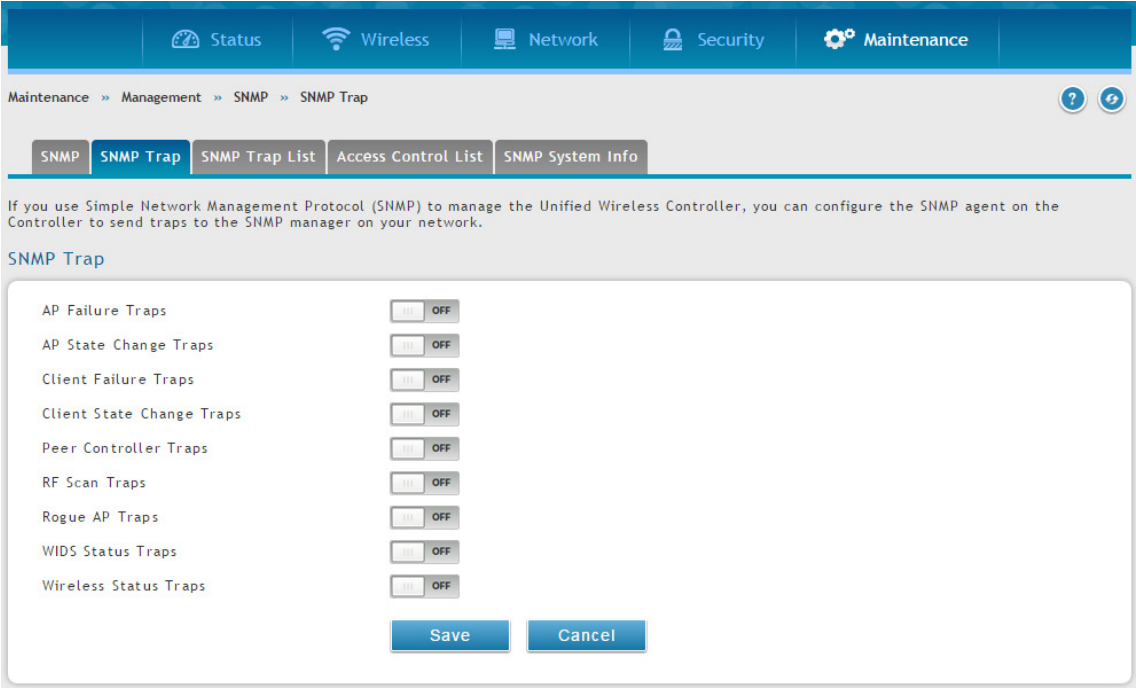 Status Wireless Network Security Maintenance
Maintenance » Management » SNMP » SNMP Trap
?
SNMP SNMP Trap SNMP Trap List Access Control List SNMP System Info
If you use Simple Network Management Protocol (SNMP) to manage the Unified Wireless Controller, you can configure the SNMP agent on the
Controller to send traps to the SNMP manager on your network.
SNMP Trap
AP Failure Traps OFF
AP State Change Traps OFF
Client Failure Traps OFF
Client State Change Traps OFF
Peer Controller Traps OFF
RF Scan Traps OFF
Rogue AP Traps OFF
WIDS Status Traps OFF
Wireless Status Traps OFF
Save Cancel